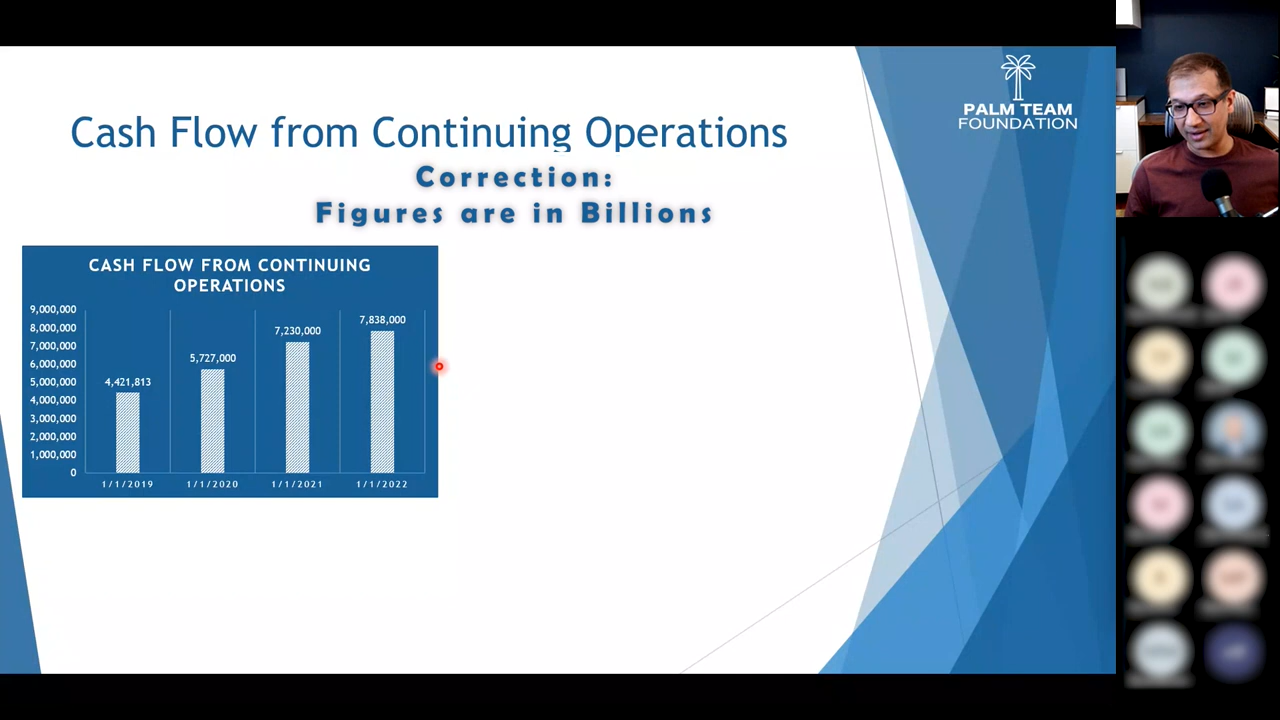 PALM TEAM
FOUNDATION
Cash Flow from Continuing Operations
Correction:
Figures are in Billions
CASH FLOW FROM CONTINUING
OPERATIONS
9,000,000
8,000,000
7,000,000
6,000,000
5,000,000
4,000,000
3,000,000
2,000,000
1,000,000
0
4,421,813
5,727,000
7,230,000
7,838,000
1/1/2019
1/1/2020
1/1/2021
1/1/2022